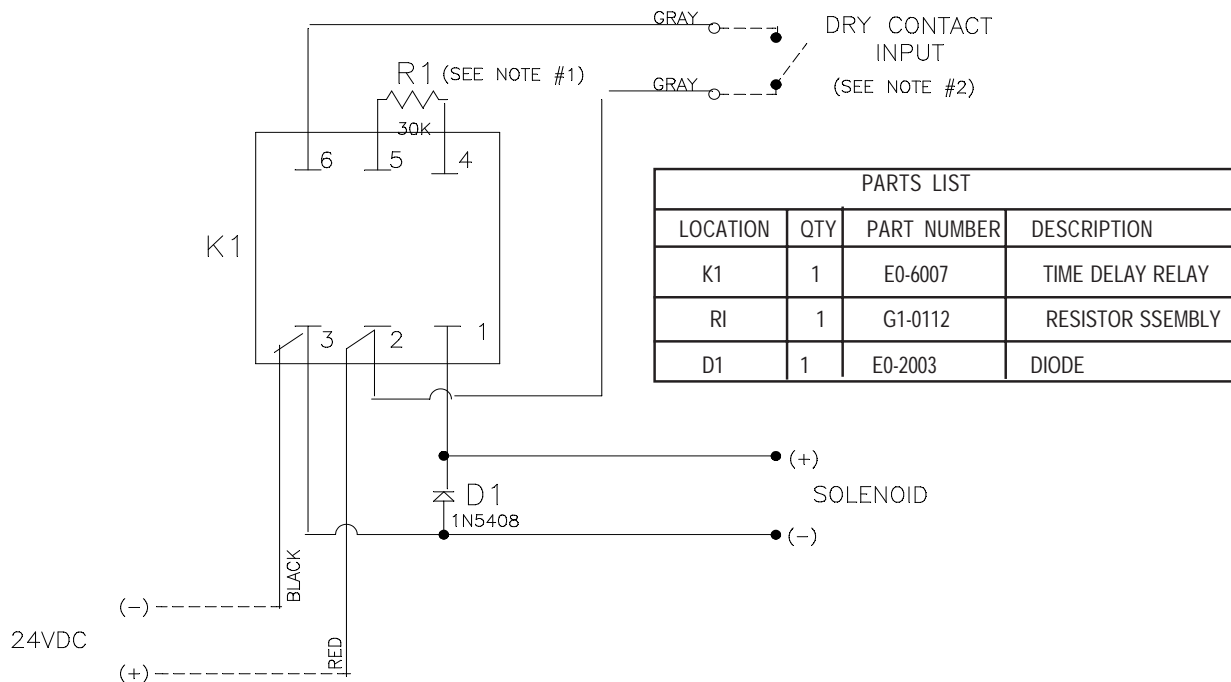 GRAY
DRY CONTACT
INPUT
(SEE NOTE #2)
GRAY
R1 (SEE NOTE #1)
30K
6 5 4
K1
3 2 1
PARTS LIST
LOCATION QTY PART NUMBER DESCRIPTION
K1 1 E0-6007 TIME DELAY RELAY
RI 1 G1-0112 RESISTOR SSEMBLY
D1 1 E0-2003 DIODE
(+)
SOLENOID
(-)
D1
1N5408
BLACK
RED
(-)
24VDC
(+)